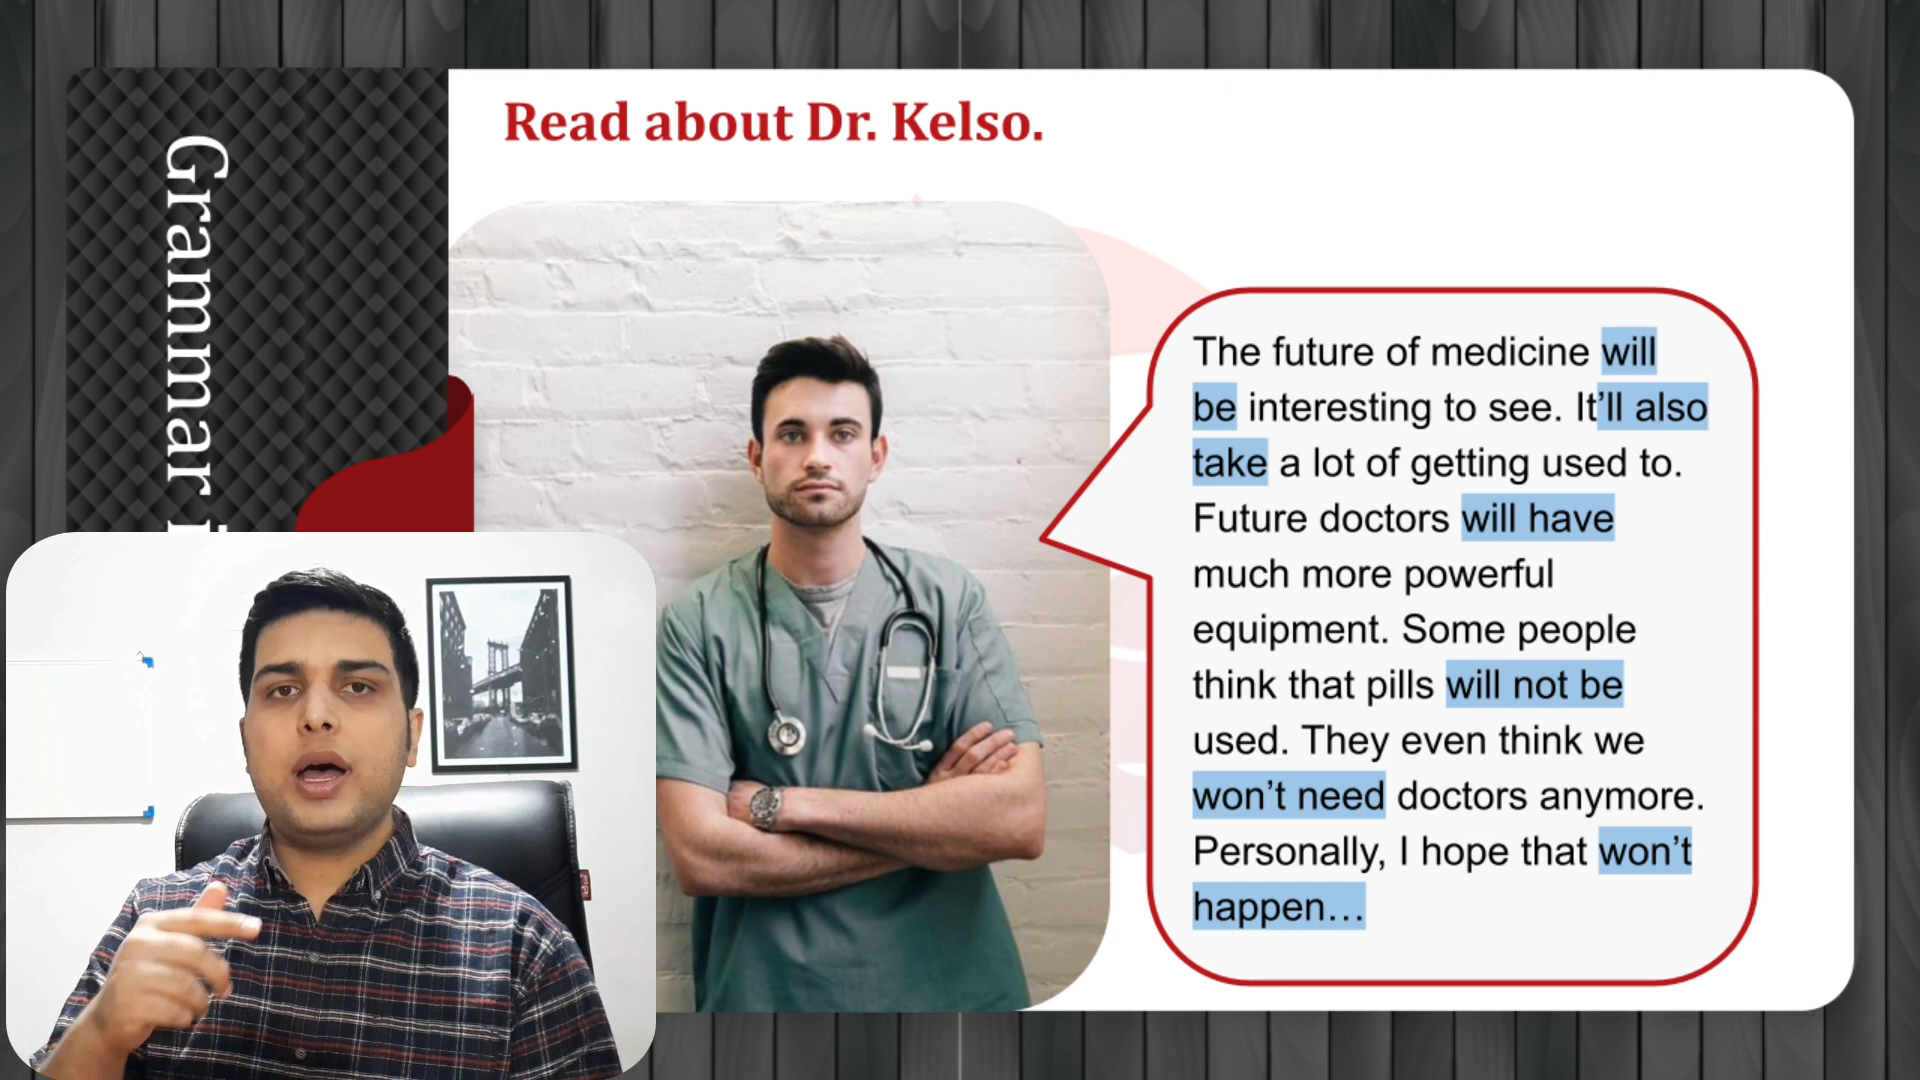 Read about Dr. Kelso.
Grammar i
The future of medicine will
be interesting to see. It’ll also
take a lot of getting used to.
Future doctors will have
much more powerful
equipment. Some people
think that pills will not be
used. They even think we
won’t need doctors anymore.
Personally, I hope that won’t
happen…